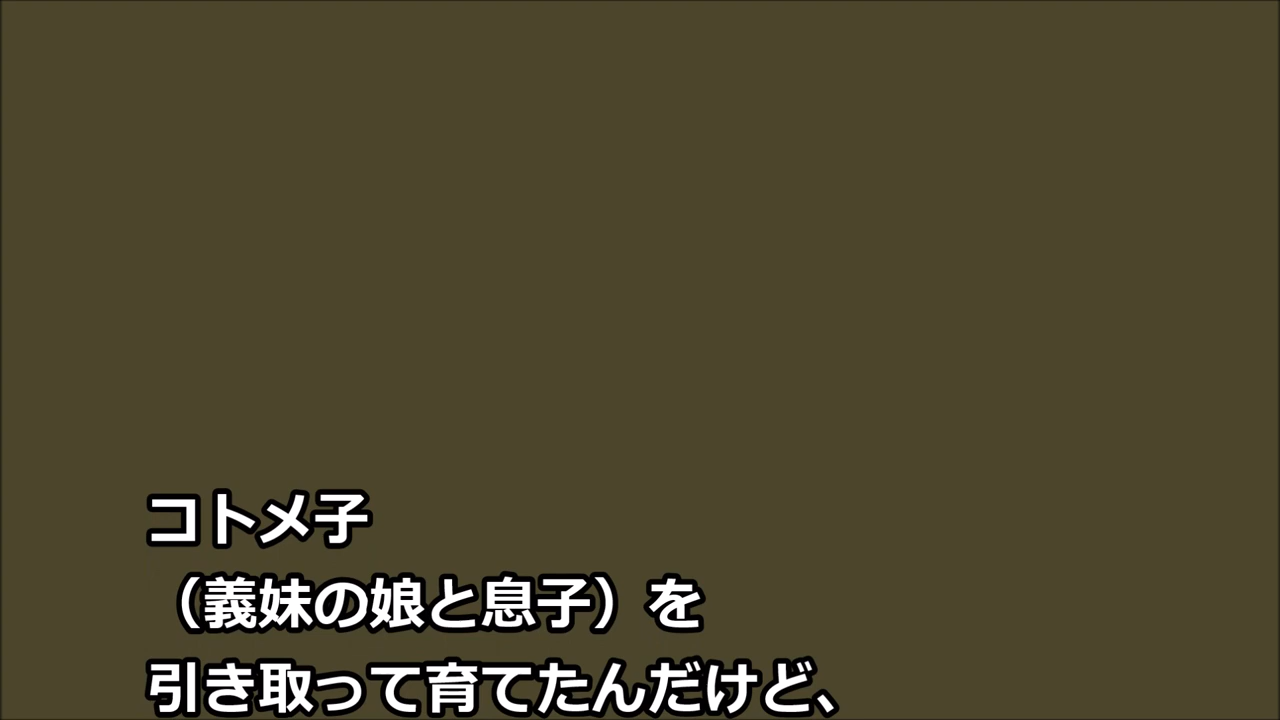 コトメ子
（義妹の娘と息子）を
引き取って育てたんだけど、